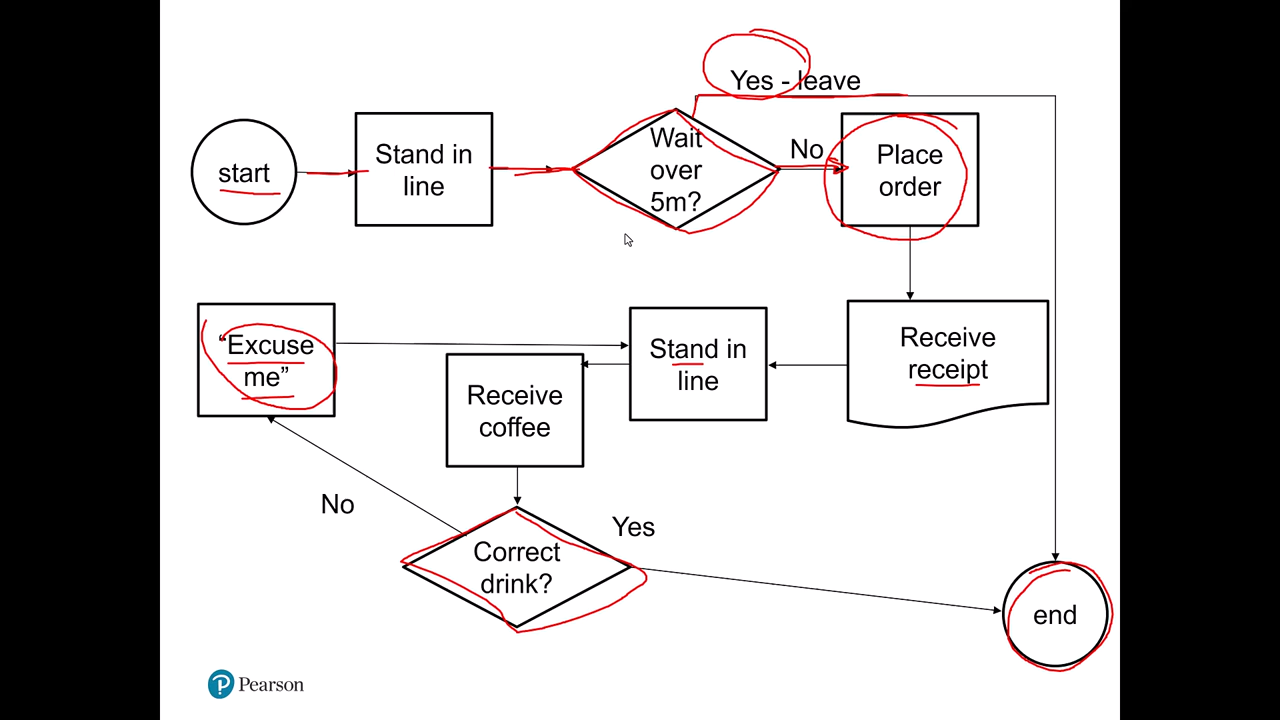 Yes - leave
start
Stand in
line
Wait
over
5m?
No
Place
order
Receive
receipt
Stand in
line
Receive
coffee
“Excuse
me”
No
Correct
drink?
Yes
end
Pearson